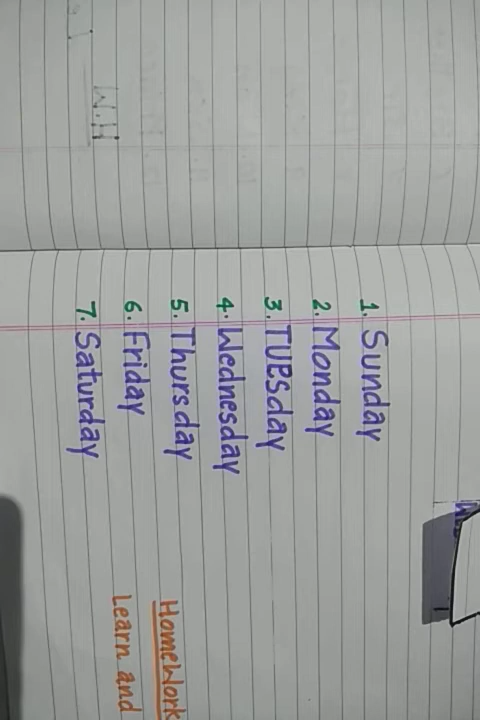 W.H
1. Sunday
2. Monday
3. TUESday
4. Wednesday
5. Thursday
6. Friday
7. Saturday
HomeWork
Learn and